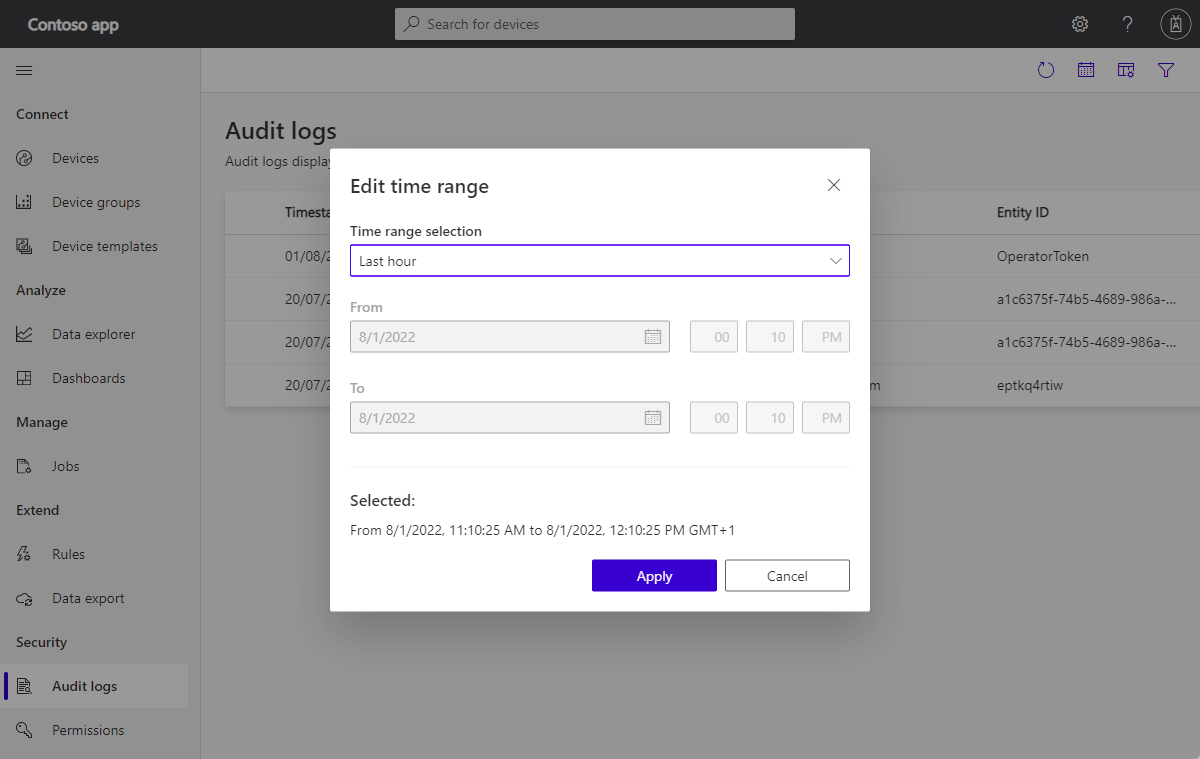 Contoso app
Search for devices
Connect
Devices
Device groups
Device templates
Analyze
Data explorer
Dashboards
Manage
Jobs
Extend
Rules
Data export
Security
Audit logs
Permissions
Audit logs
Audit logs
Entity ID
01/08/2
OperatorToken
20/07/2
a1c6375f-74b5-4689-986a-...
20/07/2
a1c6375f-74b5-4689-986a-...
20/07/2
m
eptkq4rtiw
Edit time range
Time range selection
Last hour
From
8/1/2022 00 10 PM
To
8/1/2022 00 10 PM
Selected:
From 8/1/2022, 11:10:25 AM to 8/1/2022, 12:10:25 PM GMT+1
Apply Cancel